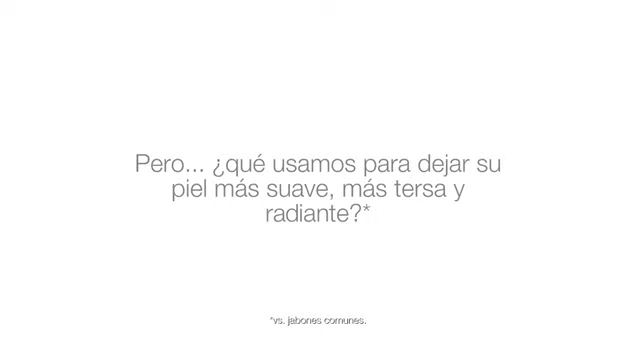 Pero... ¿qué usamos para dejar su
piel más suave, más tersa y
radiante?*
*vs. jabones comunes.